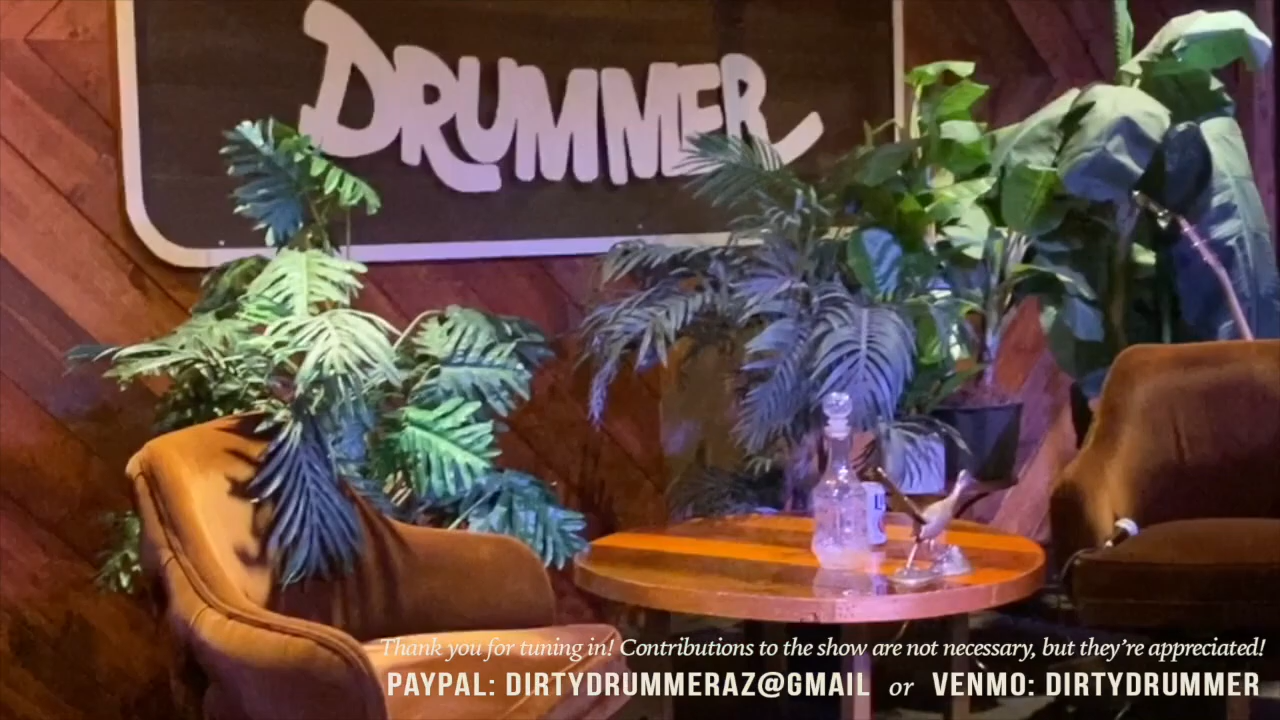 DRUMMER
Thank you for tuning in! Contributions to the show are not necessary, but they're appreciated!
PAYPAL: DIRTYDRUMMERAZ@GMAIL or VENMO: DIRTYDRUMMER